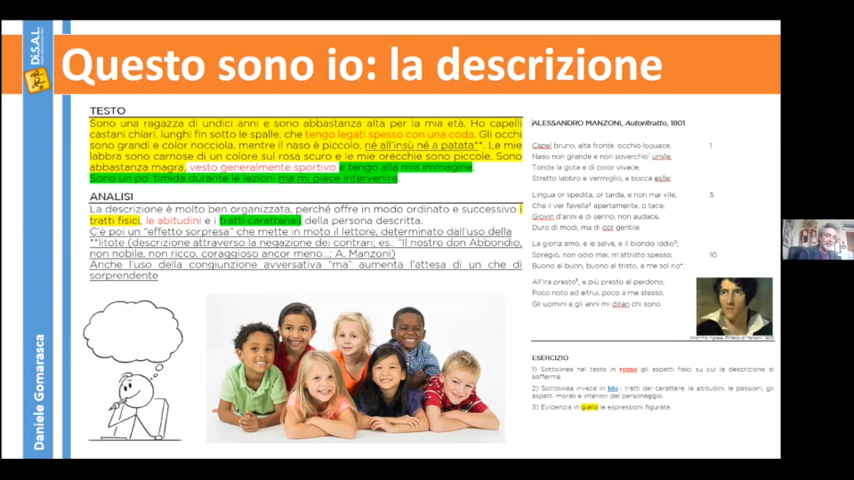 Di.S.A.L.
Questo sono io: la descrizione
Daniele Gomarasca
TESTO
Sono una ragazza di undici anni e sono abbastanza alta per la mia età. Ho capelli
castani chiari, lunghi fin sotto le spalle, che tengo legati spesso con una coda. Gli occhi
sono grandi e color nocciola, mentre il naso è piccolo, né all'insù né a patata**. Le mie
labbra sono carnose di un colore sul rosa scuro e le mie orecchie sono piccole. Sono
abbastanza magra, vesto generalmente sportivo e tengo alla mia immagine.
Sono un po' timida durante le lezioni ma mi piace intervenire.
ANALISI
La descrizione è molto ben organizzata, perché offre in modo ordinato e successivo i
tratti fisici, le abitudini e i tratti caratteriali della persona descritta.
C'è poi un "effetto sorpresa" che mette in moto il lettore, determinato dall'uso della
**litote (descrizione attraverso la negazione dei contrari; es.: "Il nostro don Abbondio,
non nobile, non ricco, coraggioso ancor meno...; A. Manzoni)
Anche l'uso della congiunzione avversativa "ma" aumenta l'attesa di un che di
sorprendente
ALESSANDRO MANZONI, Autoritratto, 1801
Capel bruno, alta fronte, occhio loquace, 1
Naso non grande e non soverchio umile,
Tonda la gota e di color vivace,
Stretto labbro e vermiglio, e bocca esile;
Lingua or spedita, or tarda, e non mai vile, 5
Che il ver favella apertamente, o tace;
Giovin d'anni e di senno, non audace,
Duro di modi, ma di cor gentile.
La gloria amo, e le selve, e il biondo iddio;
Spregio, non odio mai, m'attristo spesso; 10
Buono al buon, buono al tristo, a me sol rio.
All'ira presto, e più presto al perdono,
Poco noto ad altrui, poco a me stesso,
Gli uomini e gli anni mi diran chi sono.
ESERCIZIO
1) Sottolinea nel testo in rosso gli aspetti fisici su cui la descrizione si
sofferma.
2) Sottolinea invece in blu i tratti del carattere, le abitudini, le passioni, gli
aspetti morali e interiori del personaggio.
3) Evidenzia in giallo le espressioni figurate.